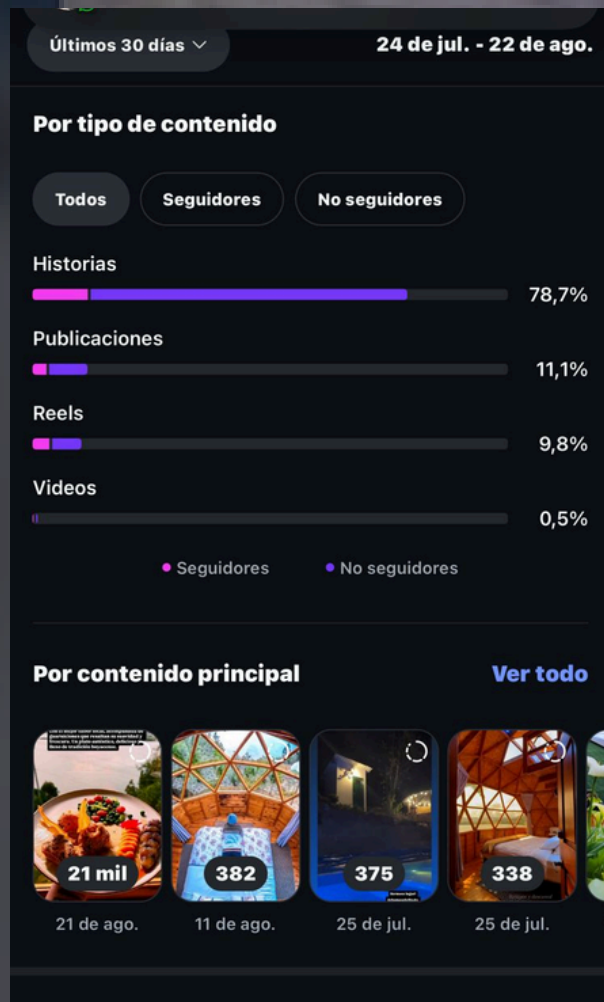 Últimos 30 días
24 de jul. - 22 de ago.
Por tipo de contenido
Todos
Seguidores
No seguidores
Historias
78,7%
Publicaciones
11,1%
Reels
9,8%
Videos
0,5%
Seguidores
No seguidores
Por contenido principal
Ver todo
21 mil
382
375
338
21 de ago.
11 de ago.
25 de jul.
25 de jul.